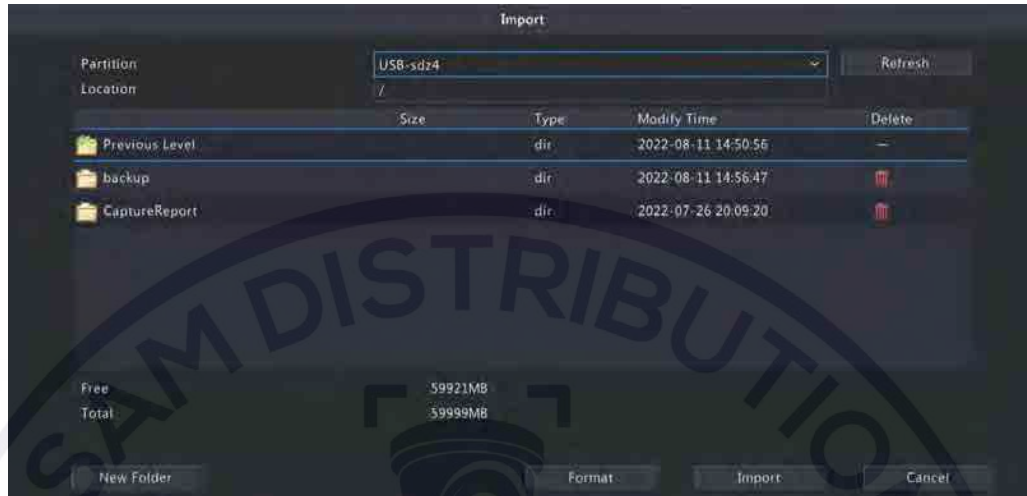 Import
Partition USB-sdz4 Refresh
Location /
Size Type Modify Time Delete
Previous Level dir 2022-08-11 14:50:56 —
backup dir 2022-08-11 14:56:47
CaptureReport dir 2022-07-26 20:09:20
SAM DISTRIBUTION
Free 59921MB
Total 59999MB
New Folder Format Import Cancel